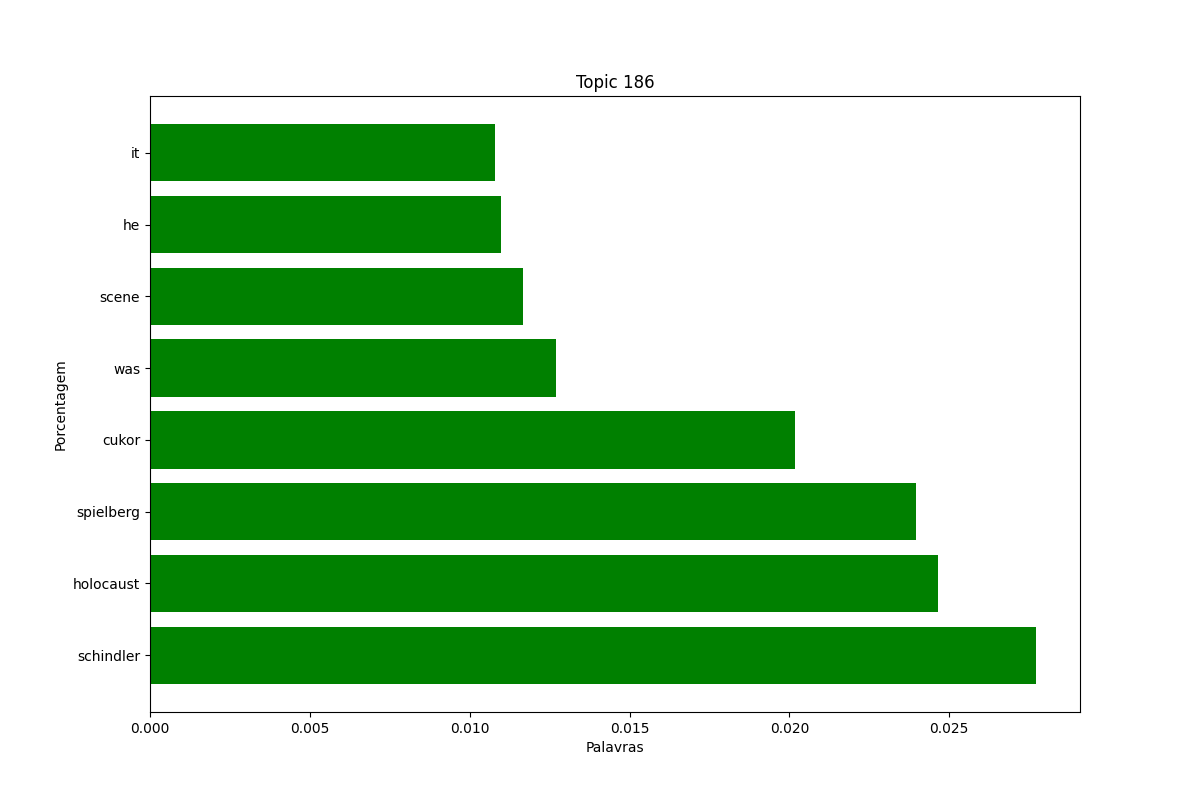 Topic 186
it
he
scene
was
cukor
spielberg
holocaust
schindler
Porcentagem
0.000 0.005 0.010 0.015 0.020 0.025
Palavras